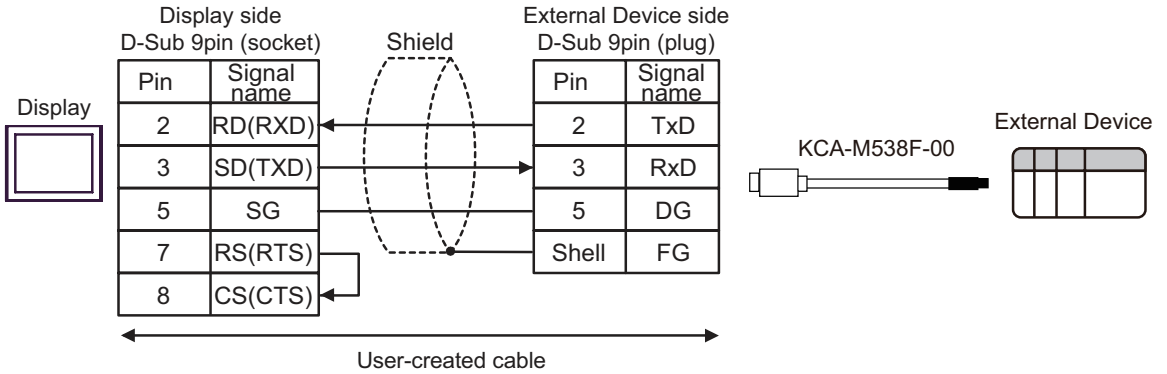 Display side
D-Sub 9pin (socket)
Shield
External Device side
D-Sub 9pin (plug)
Pin
Signal
name
Pin
Signal
name
Display
2
RD(RXD)
2
TxD
External Device
3
SD(TXD)
3
RxD
KCA-M538F-00
5
SG
5
DG
7
RS(RTS)
Shell
FG
8
CS(CTS)
User-created cable